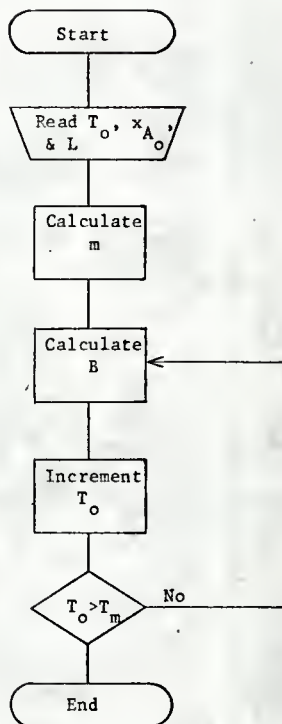 Start
Read T_o, x_A_o,
& L
Calculate
m
Calculate
B
Increment
T_o
T_o>T_m
No
End